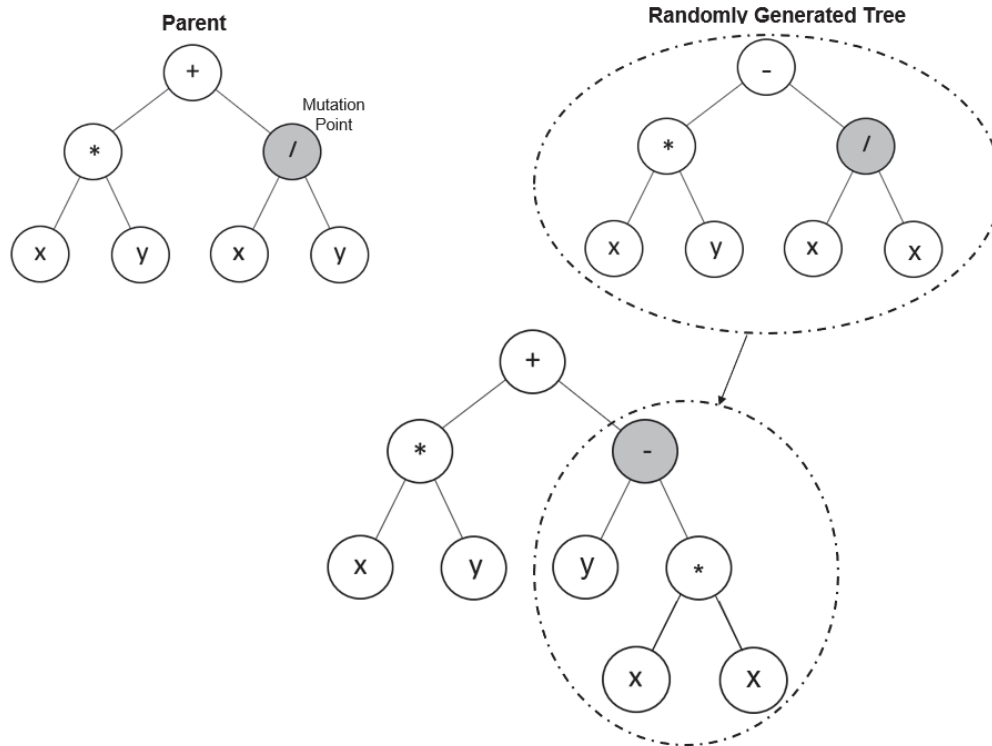 Parent
Randomly Generated Tree
+
-
Mutation
Point
*
/
*
/
x
y
x
y
x
y
x
x
+
*
-
x
y
y
*
x
x